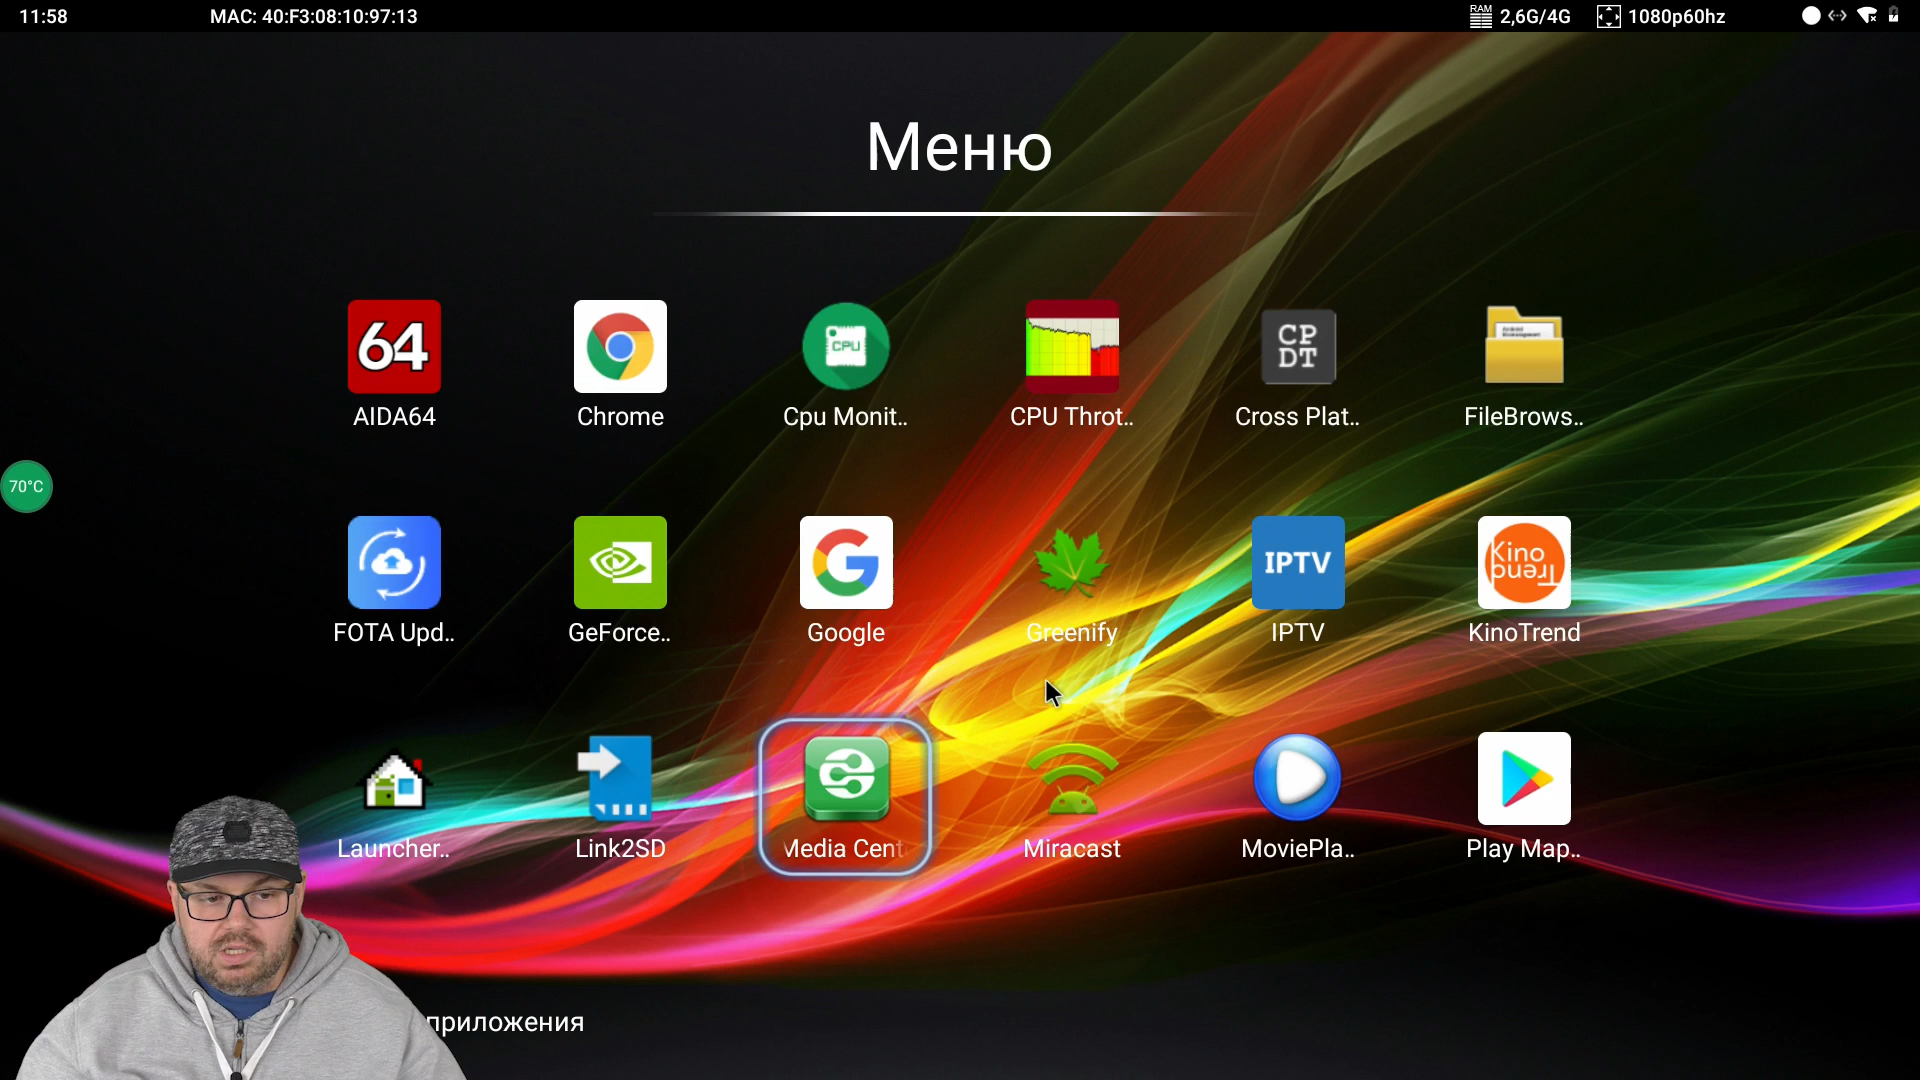 11:58 MAC: 40:F3:08:10:97:13 RAM 2,6G/4G 1080p60hz
Меню
64 CPU CP DT
AIDA64 Chrome Cpu Monit.. CPU Throt.. Cross Plat.. FileBrows..
70°C
IPTV Kino Trend
FOTA Upd.. GeForce.. Google Greenify IPTV KinoTrend
Launcher.. Link2SD Media Cent Miracast MoviePla.. Play Мар..
приложения